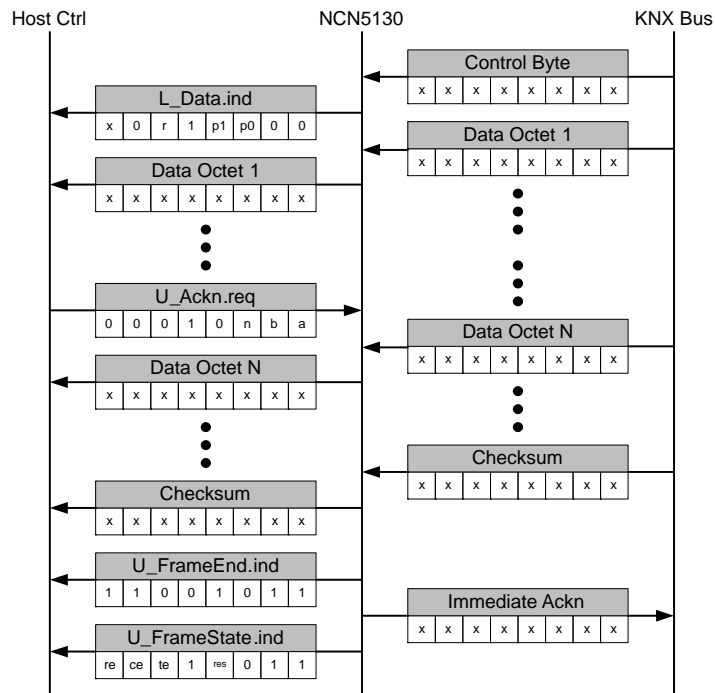 Host Ctrl NCN5130 KNX Bus
Control Byte
x x x x x x x x
L_Data.ind
x 0 r 1 p1 p0 0 0
Data Octet 1
x x x x x x x x
Data Octet 1
x x x x x x x x
U_Ackn.req
0 0 0 1 0 n b a
Data Octet N
x x x x x x x x
Data Octet N
x x x x x x x x
Checksum
x x x x x x x x
Checksum
x x x x x x x x
U_FrameEnd.ind
1 1 0 0 1 0 1 1
Immediate Ackn
x x x x x x x x
U_FrameState.ind
re ce te 1 res 0 1 1